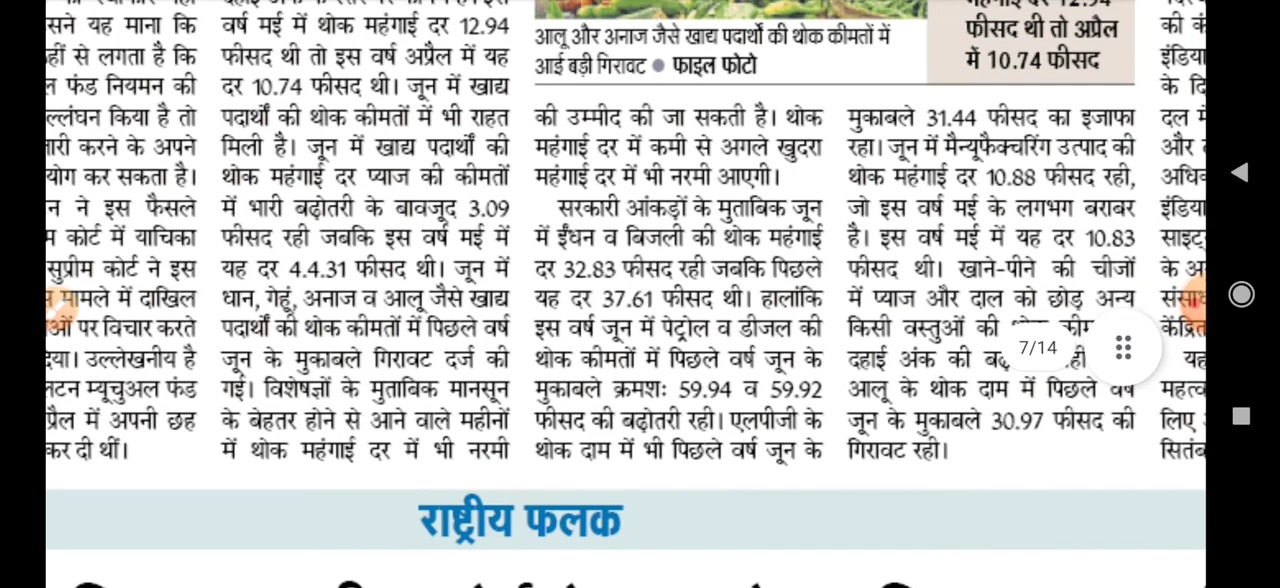 सने यह माना कि
हीं से लगता है कि
फंड नियमन की
ल्लंघन किया है तो
ारी करने के अपने
योग कर सकता है।
न ने इस फैसले
म कोर्ट में याचिका
सुप्रीम कोर्ट ने इस
मामले में दाखिल
ओं पर विचार करते
दया। उल्लेखनीय है
म्यूचुअल फंड
प्रैल में अपनी छह
कर दी थीं।
वर्ष मई में थोक महंगाई दर 12.94
फीसद थी तो इस वर्ष अप्रैल में यह
दर 10.74 फीसद थी। जून में खाद्य
पदार्थों की थोक कीमतों में भी राहत
मिली है। जून में खाद्य पदार्थों की
थोक महंगाई दर प्याज की कीमतों
में भारी बढ़ोतरी के बावजूद 3.09
फीसद रही जबकि इस वर्ष मई में
यह दर 4.4.31 फीसद थी। जून में
धान, गेहूं, अनाज व आलू जैसे खाद्य
पदार्थों की थोक कीमतों में पिछले वर्ष
जून के मुकाबले गिरावट दर्ज की
गई। विशेषज्ञों के मुताबिक मानसून
के बेहतर होने से आने वाले महीनों
में थोक महंगाई दर में भी नरमी
आलू और अनाज जैसे खाद्य पदार्थों की थोक कीमतों में
आई बड़ी गिरावट ● फाइल फोटो
महंगाई दर 12.94
फीसद थी तो अप्रैल
में 10.74 फीसद
की उम्मीद की जा सकती है। थोक
महंगाई दर में कमी से अगले खुदरा
महंगाई दर में भी नरमी आएगी।
सरकारी आंकड़ों के मुताबिक जून
में ईंधन व बिजली की थोक महंगाई
दर 32.83 फीसद रही जबकि पिछले
यह दर 37.61 फीसद थी। हालांकि
इस वर्ष जून में पेट्रोल व डीजल की
थोक कीमतों में पिछले वर्ष जून के
मुकाबले क्रमशः 59.94 व 59.92
फीसद की बढ़ोतरी रही। एलपीजी के
थोक दाम में भी पिछले वर्ष जून के
मुकाबले 31.44 फीसद का इजाफा
रहा। जून में मैन्यूफैक्चरिंग उत्पाद की
थोक महंगाई दर 10.88 फीसद रही,
जो इस वर्ष मई के लगभग बराबर
है। इस वर्ष मई में यह दर 10.83
फीसद थी। खाने-पीने की चीजों
में प्याज और दाल को छोड़ अन्य
किसी वस्तुओं की
दहाई अंक की
आलू के थोक दाम में पिछले वर्ष
जून के मुकाबले 30.97 फीसद की
गिरावट रही।
7/14
की कं
इंडिया
के दि
दल में
और
अधिक
इंडिया
साइट
के अ
संसाध
केंद्रित
यह
महत्व
लिए
सितंब
राष्ट्रीय फलक